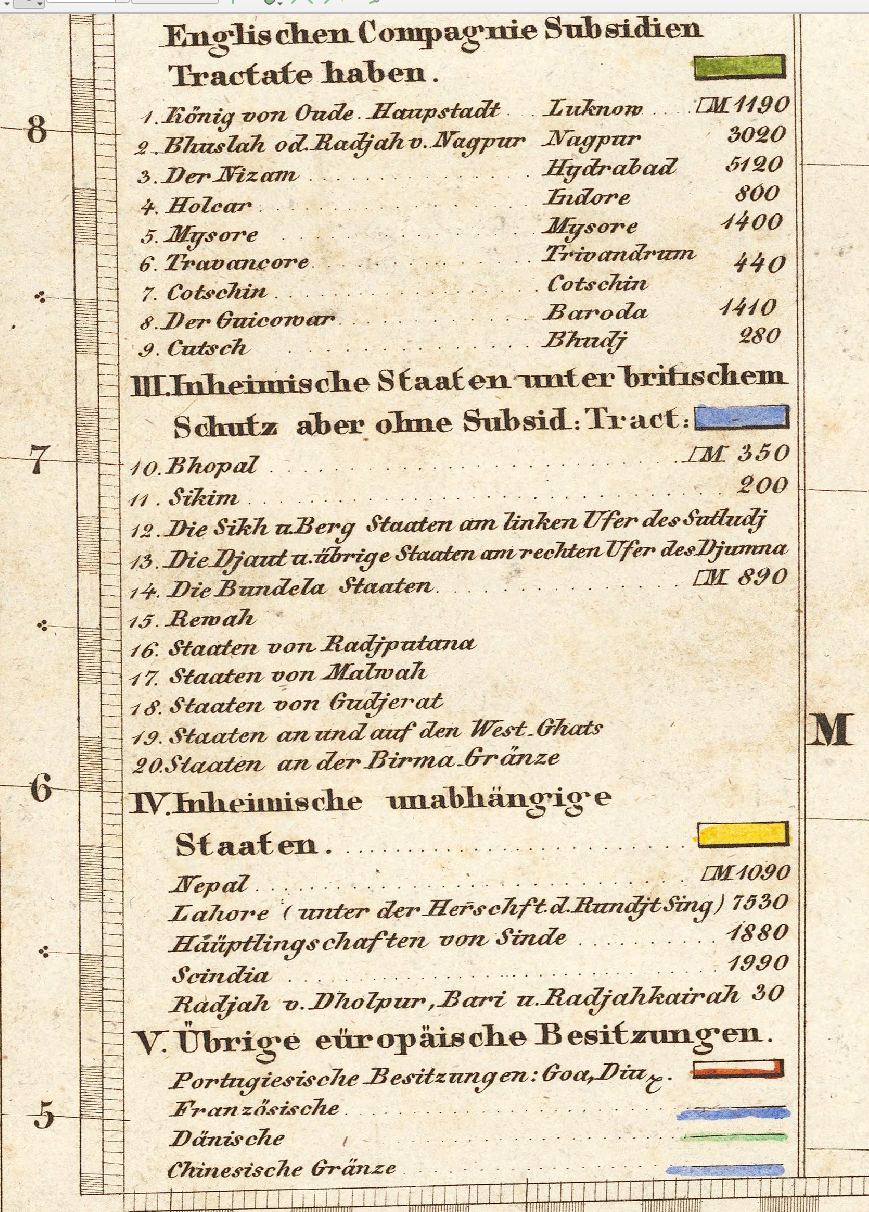 Englischen Compagnie Subsidien
Tractate haben.
1. König von Oude. Haupstadt Luknow □M 1190
2. Bhuslah od. Radjah v. Nagpur Nagpur 3020
3. Der Nizam Hydrabad 5120
4. Holcar Indore 800
5. Mysore Mysore 1400
6. Travancore Trivandrum 440
7. Cotschin Cotschin
8. Der Guicowar Baroda 1410
9. Cutsch Bhudj 280
III. Inheimische Staaten unter britischem
Schutz aber ohne Subsid: Tract:
10. Bhopal □M 350
11. Sikim 200
12. Die Sikh u. Berg Staaten am linken Ufer des Sutludj
13. Die Djaut u. übrige Staaten am rechten Ufer des Djumna
14. Die Bundela Staaten □M 890
15. Rewah
16. Staaten von Radjputana
17. Staaten von Malwah
18. Staaten von Gudjerat
19. Staaten an und auf den West-Ghats
20. Staaten an der Birma-Gränze
IV. Inheimische unabhängige
Staaten.
Nepal □M 1090
Lahore (unter der Herschft. d. Rundjt Sing) 7530
Häüptlingschaften von Sinde 1880
Scindia 1990
Radjah v. Dholpur, Bari u. Radjahkairah 30
V. Übrige eüropäische Besitzungen.
Portugiesische Besitzungen: Goa, Diu
Französische
Dänische
Chinesische Gränze
8
7
6
5
M